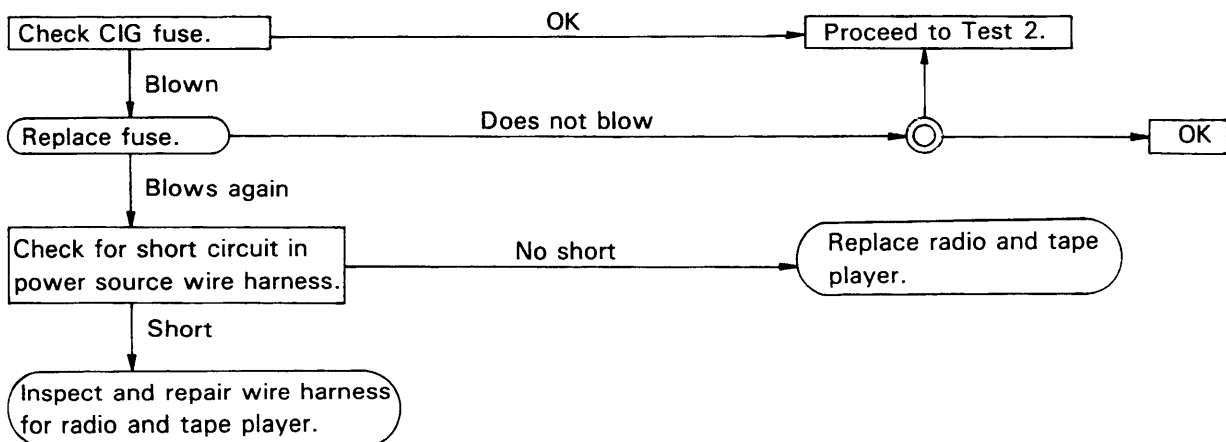 Check CIG fuse.
OK
Proceed to Test 2.
Blown
Replace fuse.
Does not blow
OK
Blows again
Check for short circuit in
power source wire harness.
No short
Replace radio and tape
player.
Short
Inspect and repair wire harness
for radio and tape player.